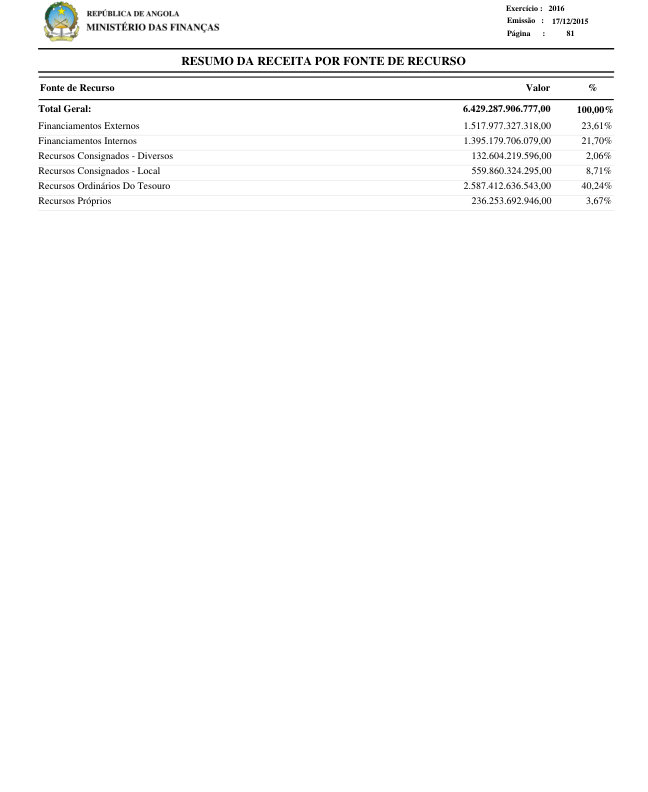 REPÚBLICA DE ANGOLA
MINISTÉRIO DAS FINANÇAS
Exercício : 2016
Emissão : 17/12/2015
Página : 81
RESUMO DA RECEITA POR FONTE DE RECURSO
Fonte de Recurso Valor %
Total Geral: 6.429.287.906.777,00 100,00%
Financiamentos Externos 1.517.977.327.318,00 23,61%
Financiamentos Internos 1.395.179.706.079,00 21,70%
Recursos Consignados - Diversos 132.604.219.596,00 2,06%
Recursos Consignados - Local 559.860.324.295,00 8,71%
Recursos Ordinários Do Tesouro 2.587.412.636.543,00 40,24%
Recursos Próprios 236.253.692.946,00 3,67%